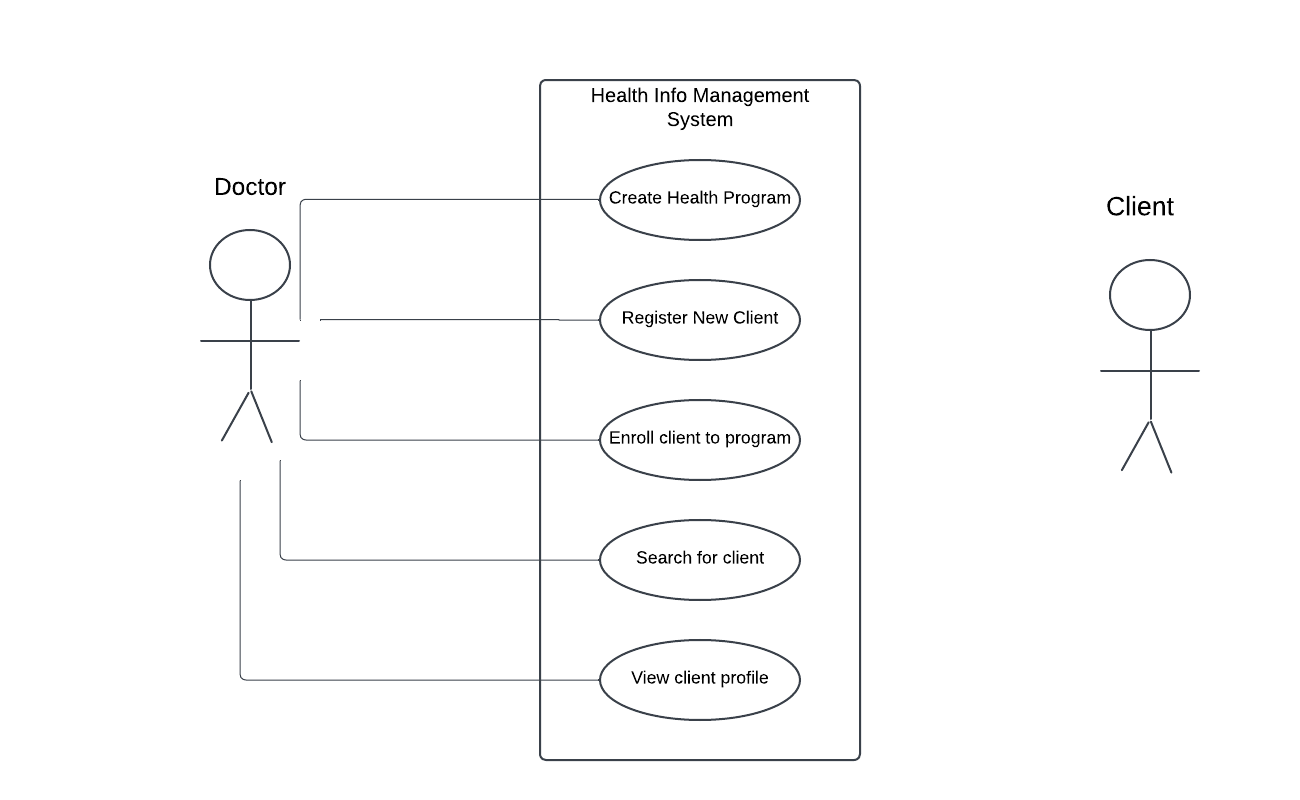 Health Info Management
System
Doctor
Client
Create Health Program
Register New Client
Enroll client to program
Search for client
View client profile